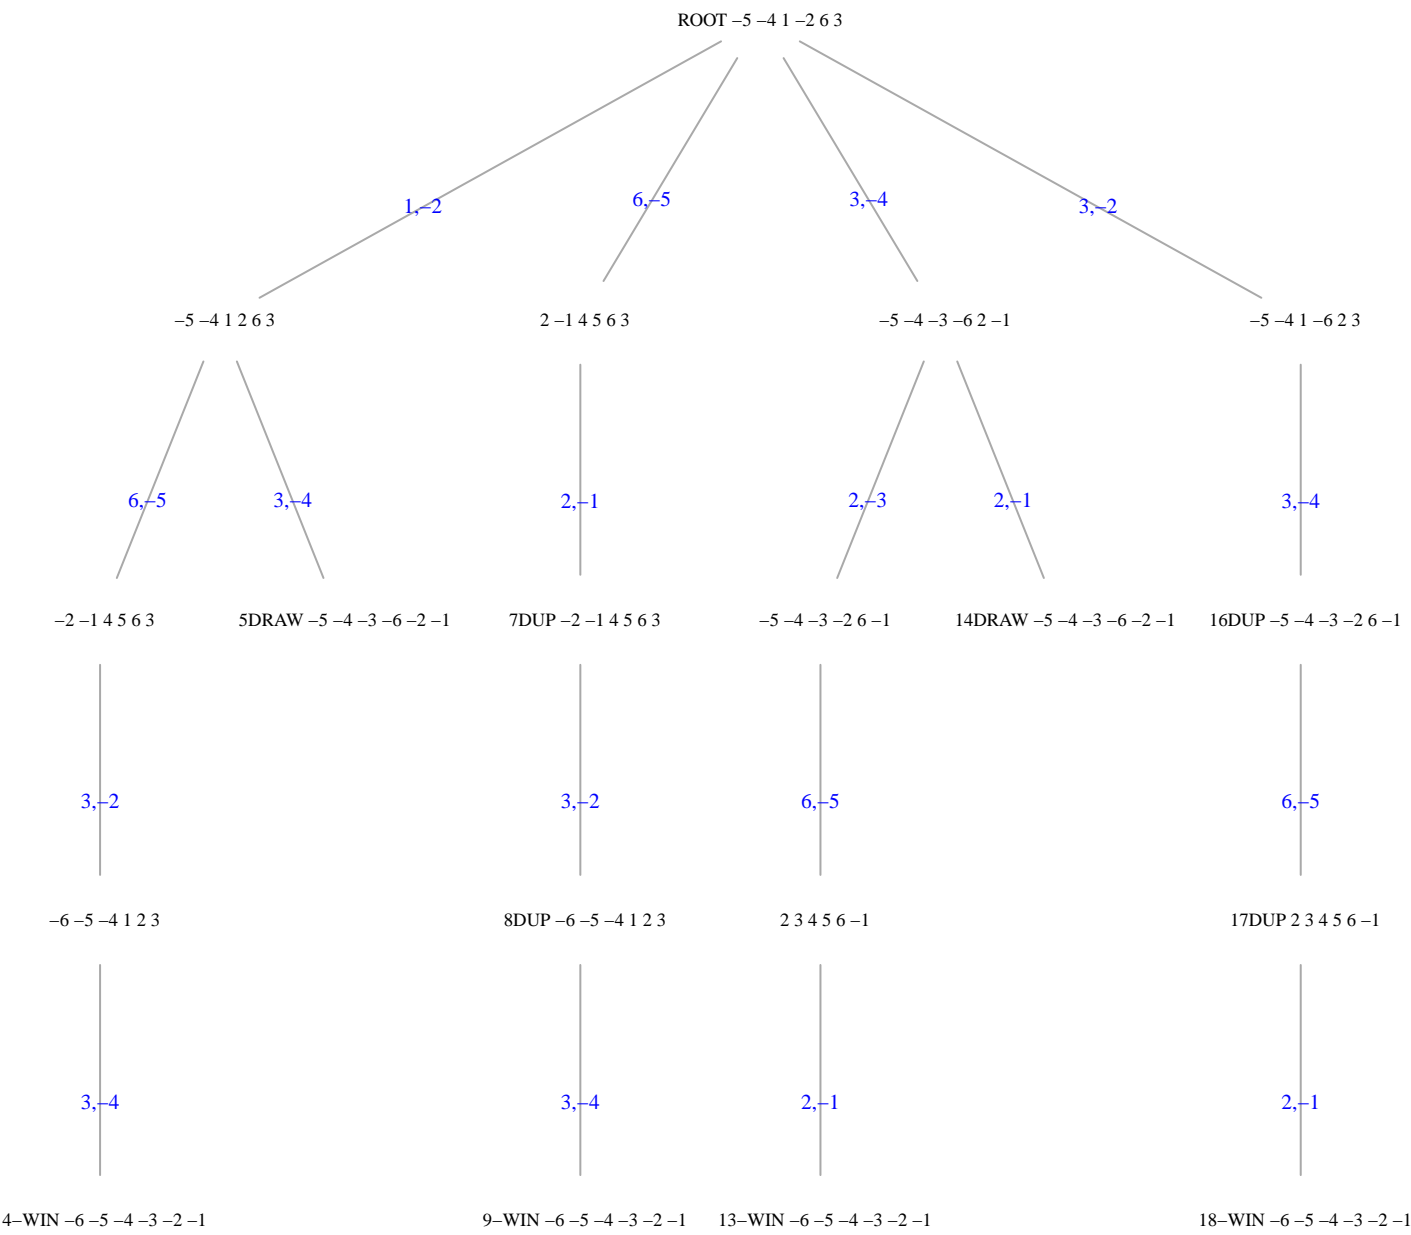 ROOT –5 –4 1 –2 6 3
1,–2
6,–5
3,–4
3,–2
–5 –4 1 2 6 3
2 –1 4 5 6 3
–5 –4 –3 –6 2 –1
–5 –4 1 –6 2 3
6,–5
3,–4
2,–1
2,–3
2,–1
3,–4
–2 –1 4 5 6 3
5DRAW –5 –4 –3 –6 –2 –1
7DUP –2 –1 4 5 6 3
–5 –4 –3 –2 6 –1
14DRAW –5 –4 –3 –6 –2 –1
16DUP –5 –4 –3 –2 6 –1
3,–2
3,–2
6,–5
6,–5
–6 –5 –4 1 2 3
8DUP –6 –5 –4 1 2 3
2 3 4 5 6 –1
17DUP 2 3 4 5 6 –1
3,–4
3,–4
2,–1
2,–1
4–WIN –6 –5 –4 –3 –2 –1
9–WIN –6 –5 –4 –3 –2 –1
13–WIN –6 –5 –4 –3 –2 –1
18–WIN –6 –5 –4 –3 –2 –1